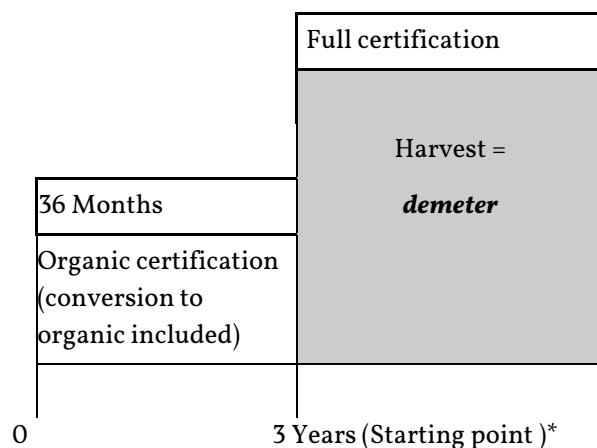 Full certification
Harvest =
demeter
36 Months
Organic certification
(conversion to
organic included)
0
3 Years (Starting point )*